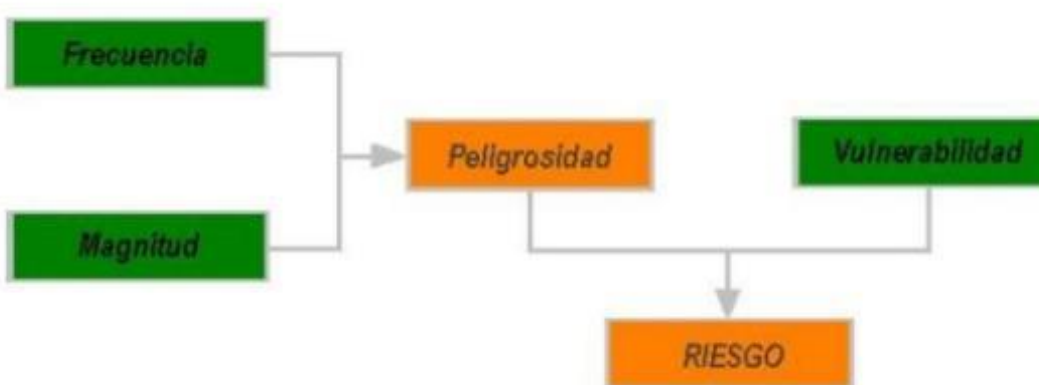 Frecuencia
Peligrosidad
Vulnerabilidad
Magnitud
RIESGO